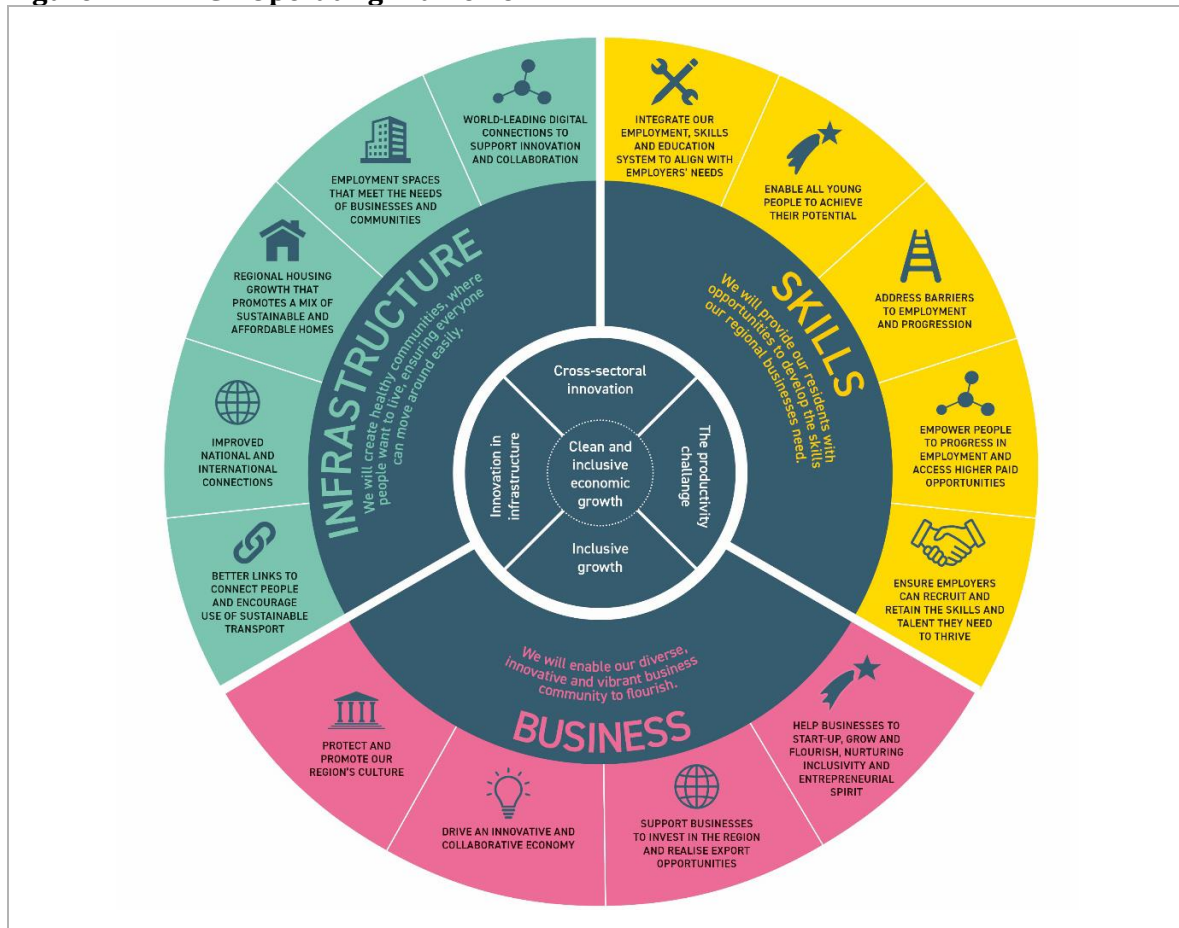 WORLD-LEADING DIGITAL
CONNECTIONS TO
SUPPORT INNOVATION
AND COLLABORATION
EMPLOYMENT SPACES
THAT MEET THE NEEDS
OF BUSINESSES AND
COMMUNITIES
REGIONAL HOUSING
GROWTH THAT
PROMOTES A MIX OF
SUSTAINABLE AND
AFFORDABLE HOMES
IMPROVED
NATIONAL AND
INTERNATIONAL
CONNECTIONS
BETTER LINKS TO
CONNECT PEOPLE
AND ENCOURAGE
USE OF SUSTAINABLE
TRANSPORT
INFRASTRUCTURE
We will create healthy communities, where
people want to live, ensuring everyone
can move around easily.
INTEGRATE OUR
EMPLOYMENT, SKILLS
AND EDUCATION
SYSTEM TO ALIGN WITH
EMPLOYERS' NEEDS
ENABLE ALL YOUNG
PEOPLE TO ACHIEVE
THEIR POTENTIAL
ADDRESS BARRIERS
TO EMPLOYMENT
AND PROGRESSION
EMPOWER PEOPLE
TO PROGRESS IN
EMPLOYMENT AND
ACCESS HIGHER PAID
OPPORTUNITIES
ENSURE EMPLOYERS
CAN RECRUIT AND
RETAIN THE SKILLS AND
TALENT THEY NEED
TO THRIVE
SKILLS
We will provide our residents with
opportunities to develop the skills
our regional businesses need.
Cross-sectoral
innovation
Innovation in
infrastructure
Clean and
inclusive
economic
growth
The productivity
challange
Inclusive
growth
We will enable our diverse,
innovative and vibrant business
community to flourish.
BUSINESS
PROTECT AND
PROMOTE OUR
REGION'S CULTURE
DRIVE AN INNOVATIVE AND
COLLABORATIVE ECONOMY
SUPPORT BUSINESSES
TO INVEST IN THE REGION
AND REALISE EXPORT
OPPORTUNITIES
HELP BUSINESSES TO
START-UP, GROW AND
FLOURISH, NURTURING
INCLUSIVITY AND
ENTREPRENEURIAL
SPIRIT